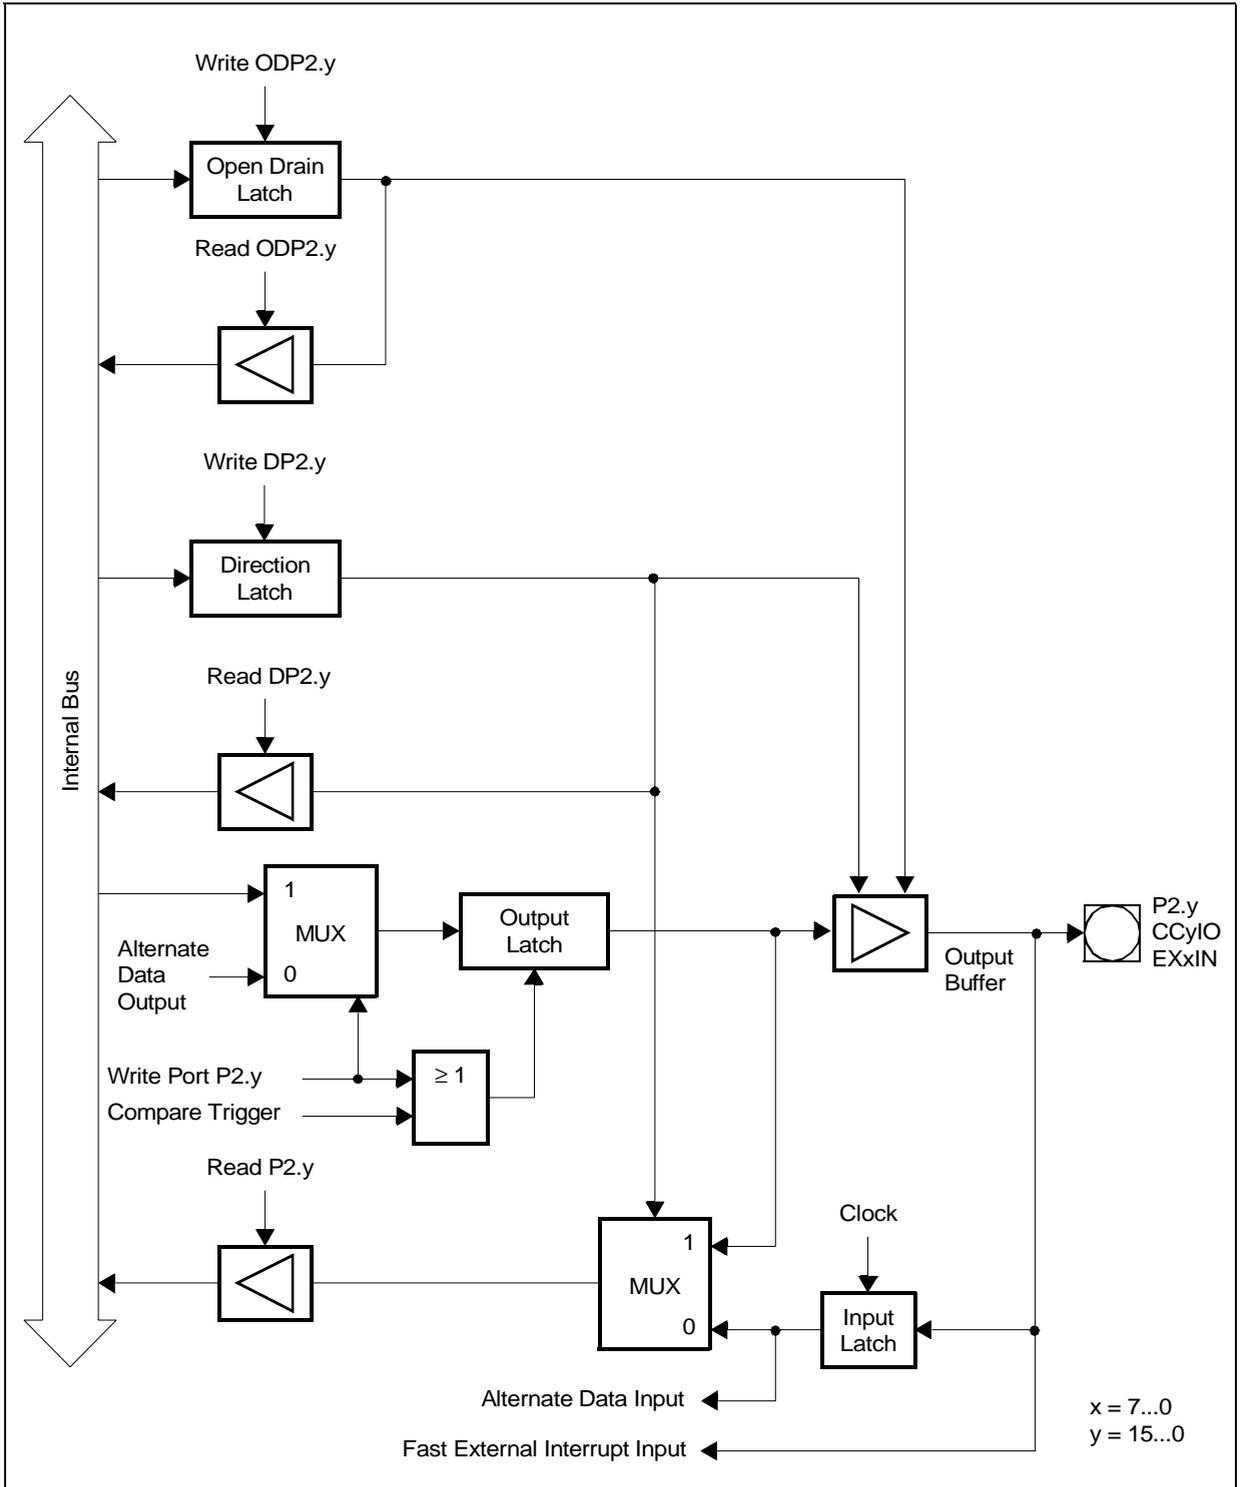 Write ODP2.y
Open Drain
Latch
Read ODP2.y
Write DP2.y
Direction
Latch
Internal Bus
Read DP2.y
1
MUX
0
Alternate
Data
Output
Output
Latch
Output
Buffer
P2.y
CCyIO
EXxIN
Write Port P2.y
Compare Trigger
≥ 1
Read P2.y
1
MUX
0
Clock
Input
Latch
Alternate Data Input
Fast External Interrupt Input
x = 7...0
y = 15...0